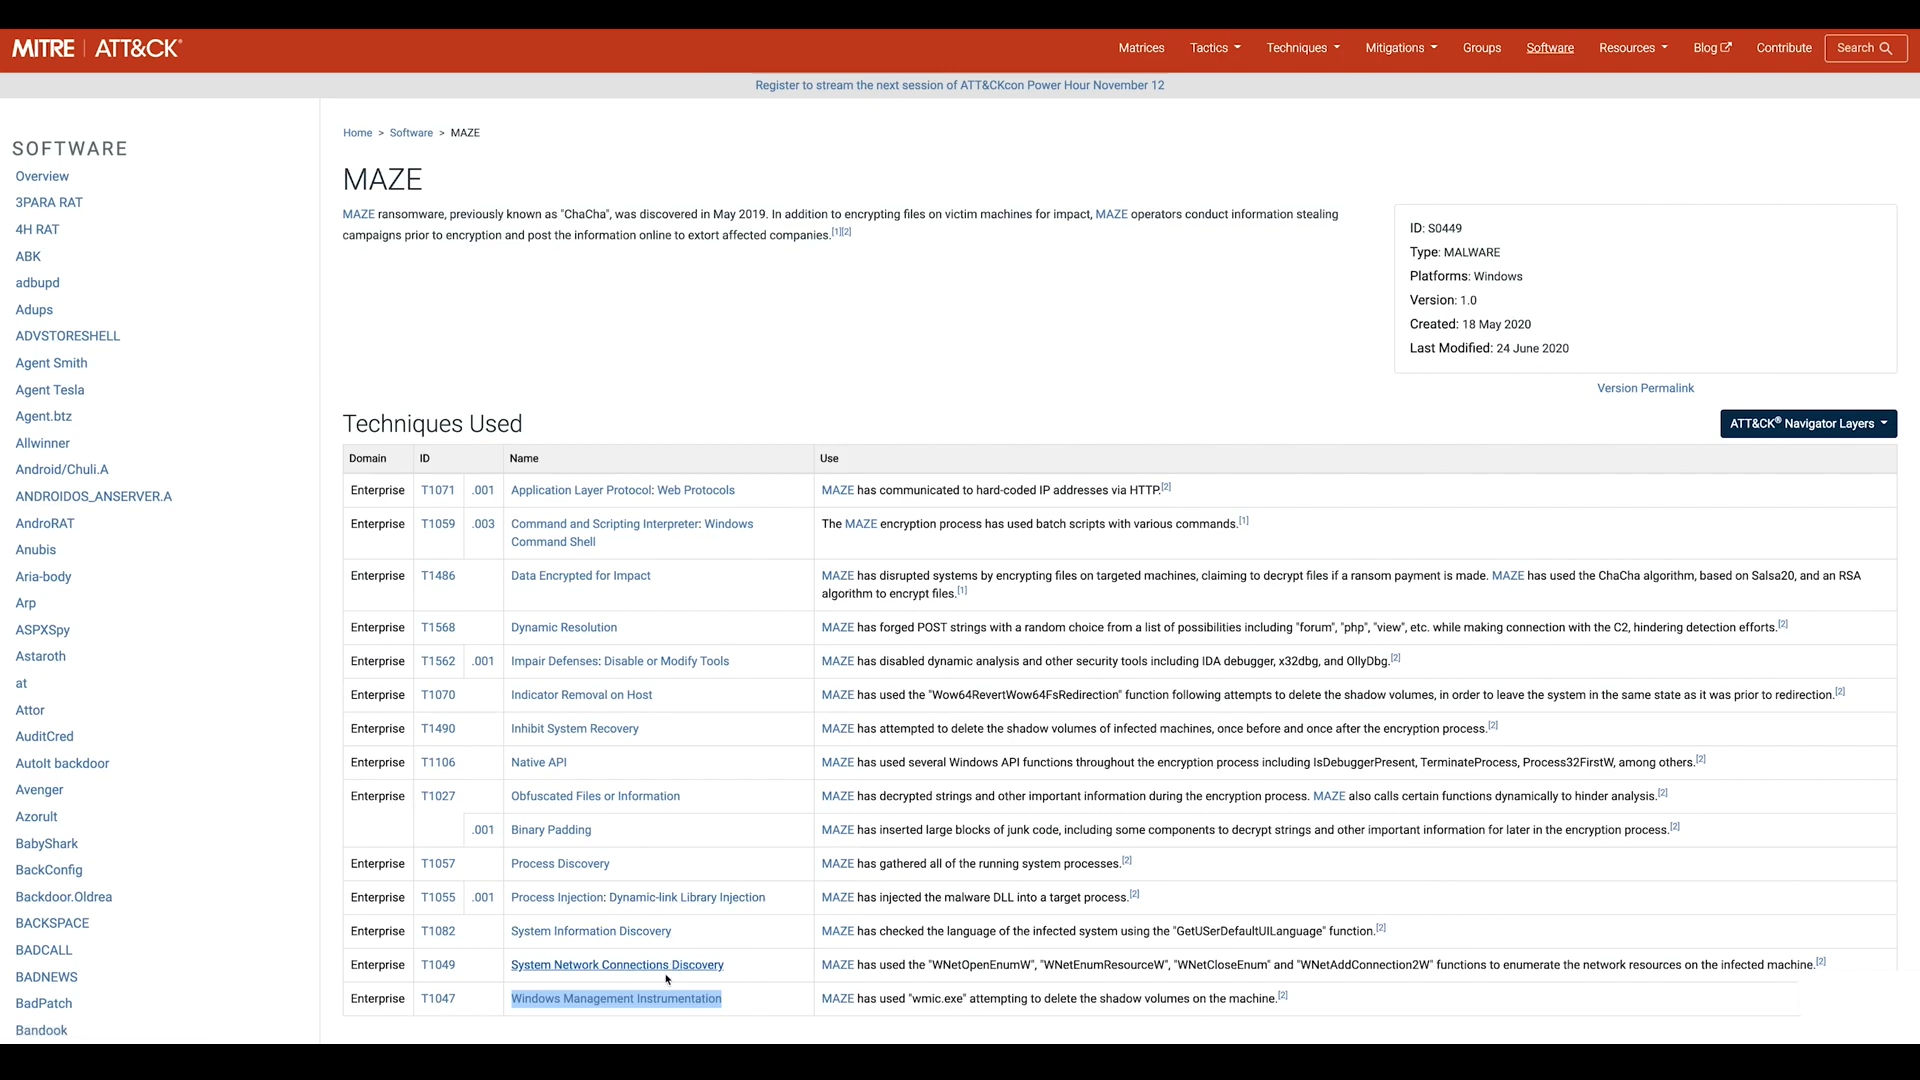 MITRE | ATT&CK®
Matrices Tactics Techniques Mitigations Groups Software Resources Blog Contribute Search
Register to stream the next session of ATT&CKcon Power Hour November 12
SOFTWARE
Overview
3PARA RAT
4H RAT
ABK
adbupd
Adups
ADVSTORESHELL
Agent Smith
Agent Tesla
Agent.btz
Allwinner
Android/Chuli.A
ANDROIDOS_ANSERVER.A
AndroRAT
Anubis
Aria-body
Arp
ASPXSpy
Astaroth
at
Attor
AuditCred
AutoIt backdoor
Avenger
Azorult
BabyShark
BackConfig
Backdoor.Oldrea
BACKSPACE
BADCALL
BADNEWS
BadPatch
Bandook
Home > Software > MAZE
MAZE
MAZE ransomware, previously known as "ChaCha", was discovered in May 2019. In addition to encrypting files on victim machines for impact, MAZE operators conduct information stealing
campaigns prior to encryption and post the information online to extort affected companies.[1][2]
ID: S0449
Type: MALWARE
Platforms: Windows
Version: 1.0
Created: 18 May 2020
Last Modified: 24 June 2020
Version Permalink
Techniques Used
ATT&CK® Navigator Layers
Domain ID Name Use
Enterprise T1071 .001 Application Layer Protocol: Web Protocols MAZE has communicated to hard-coded IP addresses via HTTP.[2]
Enterprise T1059 .003 Command and Scripting Interpreter: Windows The MAZE encryption process has used batch scripts with various commands.[1]
Command Shell
Enterprise T1486 Data Encrypted for Impact MAZE has disrupted systems by encrypting files on targeted machines, claiming to decrypt files if a ransom payment is made. MAZE has used the ChaCha algorithm, based on Salsa20, and an RSA
algorithm to encrypt files.[1]
Enterprise T1568 Dynamic Resolution MAZE has forged POST strings with a random choice from a list of possibilities including "forum", "php", "view", etc. while making connection with the C2, hindering detection efforts.[2]
Enterprise T1562 .001 Impair Defenses: Disable or Modify Tools MAZE has disabled dynamic analysis and other security tools including IDA debugger, x32dbg, and OllyDbg.[2]
Enterprise T1070 Indicator Removal on Host MAZE has used the "Wow64RevertWow64FsRedirection" function following attempts to delete the shadow volumes, in order to leave the system in the same state as it was prior to redirection.[2]
Enterprise T1490 Inhibit System Recovery MAZE has attempted to delete the shadow volumes of infected machines, once before and once after the encryption process.[2]
Enterprise T1106 Native API MAZE has used several Windows API functions throughout the encryption process including IsDebuggerPresent, TerminateProcess, Process32FirstW, among others.[2]
Enterprise T1027 Obfuscated Files or Information MAZE has decrypted strings and other important information during the encryption process. MAZE also calls certain functions dynamically to hinder analysis.[2]
.001 Binary Padding MAZE has inserted large blocks of junk code, including some components to decrypt strings and other important information for later in the encryption process.[2]
Enterprise T1057 Process Discovery MAZE has gathered all of the running system processes.[2]
Enterprise T1055 .001 Process Injection: Dynamic-link Library Injection MAZE has injected the malware DLL into a target process.[2]
Enterprise T1082 System Information Discovery MAZE has checked the language of the infected system using the "GetUSerDefaultUILanguage" function.[2]
Enterprise T1049 System Network Connections Discovery MAZE has used the "WNetOpenEnumW", "WNetEnumResourceW", "WNetCloseEnum" and "WNetAddConnection2W" functions to enumerate the network resources on the infected machine.[2]
Enterprise T1047 Windows Management Instrumentation MAZE has used "wmic.exe" attempting to delete the shadow volumes on the machine.[2]